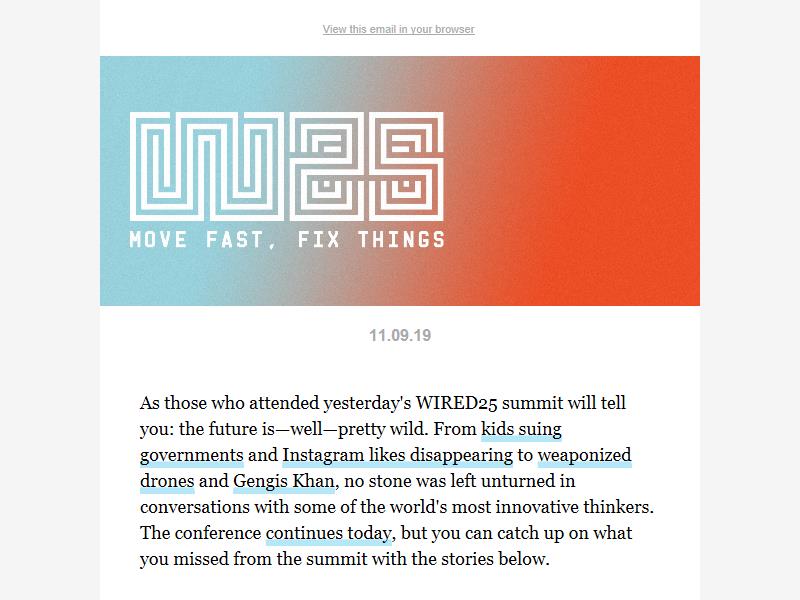 View this email in your browser
W25
MOVE FAST, FIX THINGS
11.09.19
As those who attended yesterday's WIRED25 summit will tell
you: the future is—well—pretty wild. From kids suing
governments and Instagram likes disappearing to weaponized
drones and Gengis Khan, no stone was left unturned in
conversations with some of the world's most innovative thinkers.
The conference continues today, but you can catch up on what
you missed from the summit with the stories below.